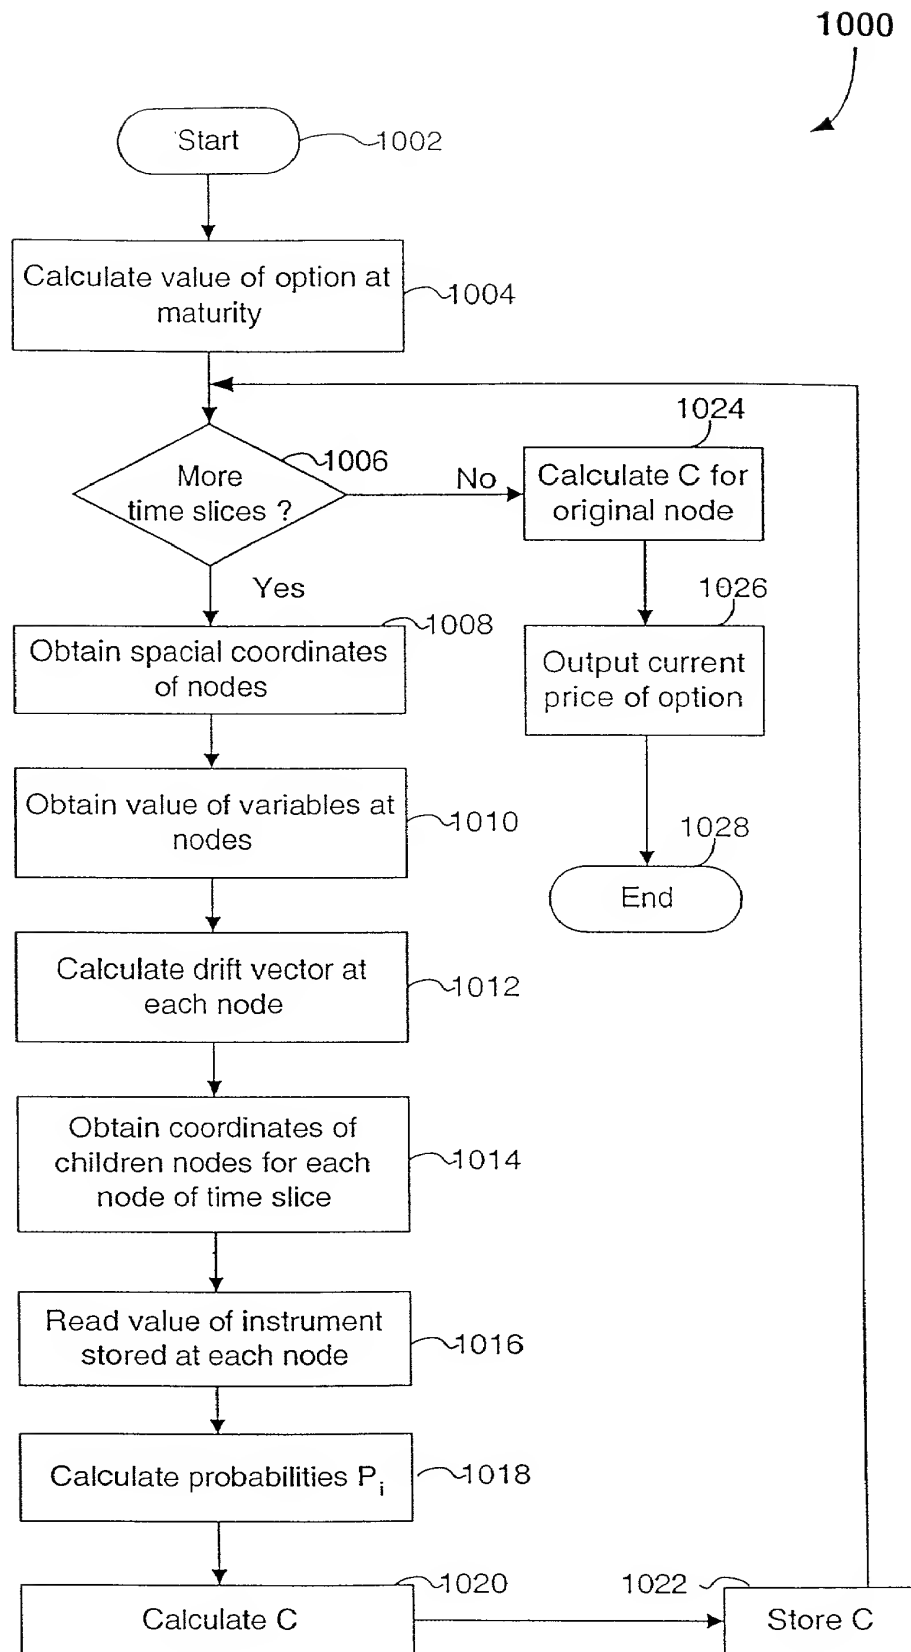 1000
Start
1002
Calculate value of option at
maturity
1004
More
time slices ?
1006
No
Yes
1024
Calculate C for
original node
1026
Output current
price of option
1028
End
1008
Obtain spacial coordinates
of nodes
Obtain value of variables at
nodes
1010
Calculate drift vector at
each node
1012
Obtain coordinates of
children nodes for each
node of time slice
1014
Read value of instrument
stored at each node
1016
Calculate probabilities Pi
1018
1020
Calculate C
1022
Store C